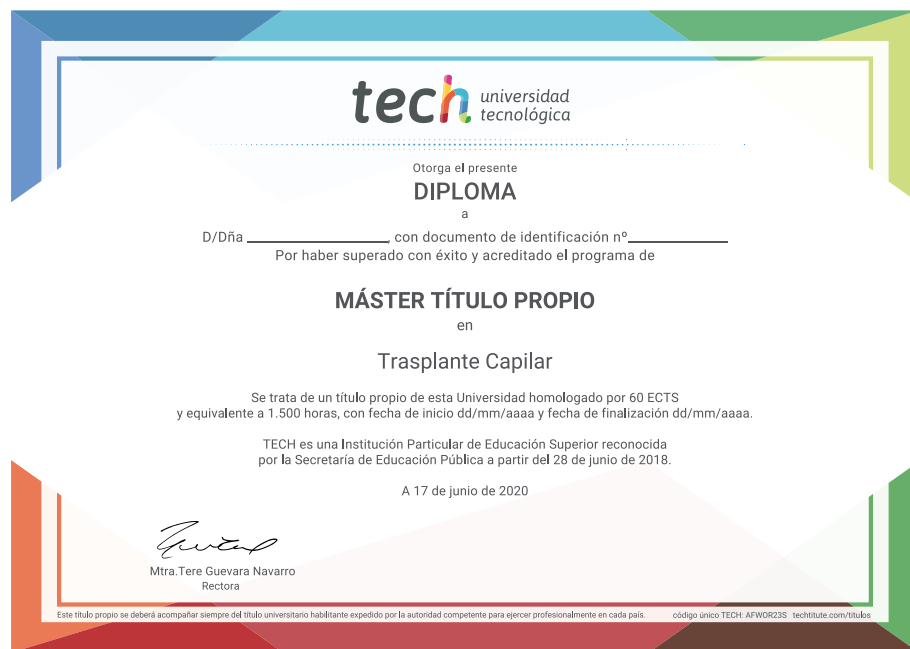 tech universidad
tecnológica
Otorga el presente
DIPLOMA
a
D/Dña ________________, con documento de identificación nº____________
Por haber superado con éxito y acreditado el programa de
MÁSTER TÍTULO PROPIO
en
Trasplante Capilar
Se trata de un título propio de esta Universidad homologado por 60 ECTS
y equivalente a 1.500 horas, con fecha de inicio dd/mm/aaaa y fecha de finalización dd/mm/aaaa.
TECH es una Institución Particular de Educación Superior reconocida
por la Secretaría de Educación Pública a partir del 28 de junio de 2018.
A 17 de junio de 2020
Mtra.Tere Guevara Navarro
Rectora
Este título propio se deberá acompañar siempre del título universitario habilitante expedido por la autoridad competente para ejercer profesionalmente en cada país. código único TECH: AFWOR23S techtitute.com/títulos